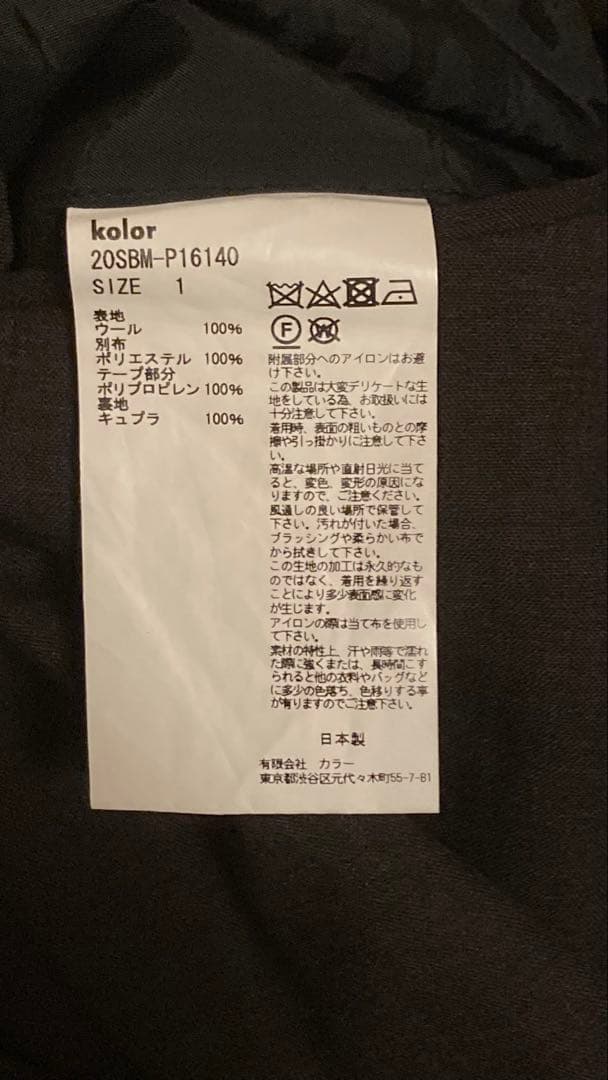 kolor
20SBM-P16140
SIZE 1
表地
ウール 100%
別布
ポリエステル 100%
テープ部分
ポリプロピレン 100%
裏地
キュプラ 100%
F
W
附属部分へのアイロンはお避
け下さい。
この製品は大変デリケートな生
地をしている為、お取扱いには
十分注意して下さい。
着用時、表面の粗いものとの摩
擦や引っ掛かりに注意して下さ
い。
高温な場所や直射日光に当て
ると、変色、変形の原因にな
りますので、ご注意ください。
風通しの良い場所で保管して
下さい。汚れが付いた場合、
ブラッシングや柔らかい布で
から拭きして下さい。
この生地の加工は永久的なも
のではなく、着用を繰り返す
ことにより多少表面感に変化
が生じます。
アイロンの際は当て布を使用し
て下さい。
素材の特性上、汗や雨等で濡れ
た際に強くまたは、長時間こす
られると他の衣料やバッグなど
に多少の色落ち、色移りする事
が有りますのでご注意下さい。
日本製
有限会社 カラー
東京都渋谷区元代々木町55-7-B1